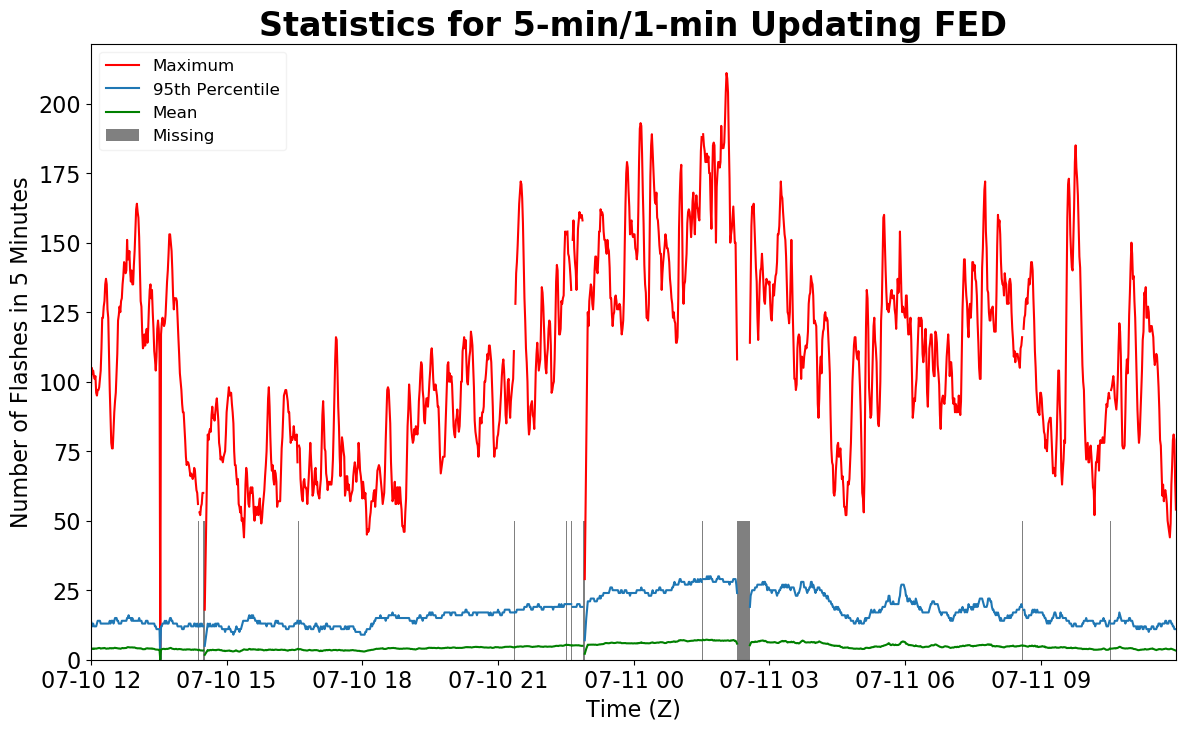 Statistics for 5-min/1-min Updating FED
Maximum
95th Percentile
Mean
Missing
Number of Flashes in 5 Minutes
200
175
150
125
100
75
50
25
0
07-10 12 07-10 15 07-10 18 07-10 21 07-11 00 07-11 03 07-11 06 07-11 09
Time (Z)